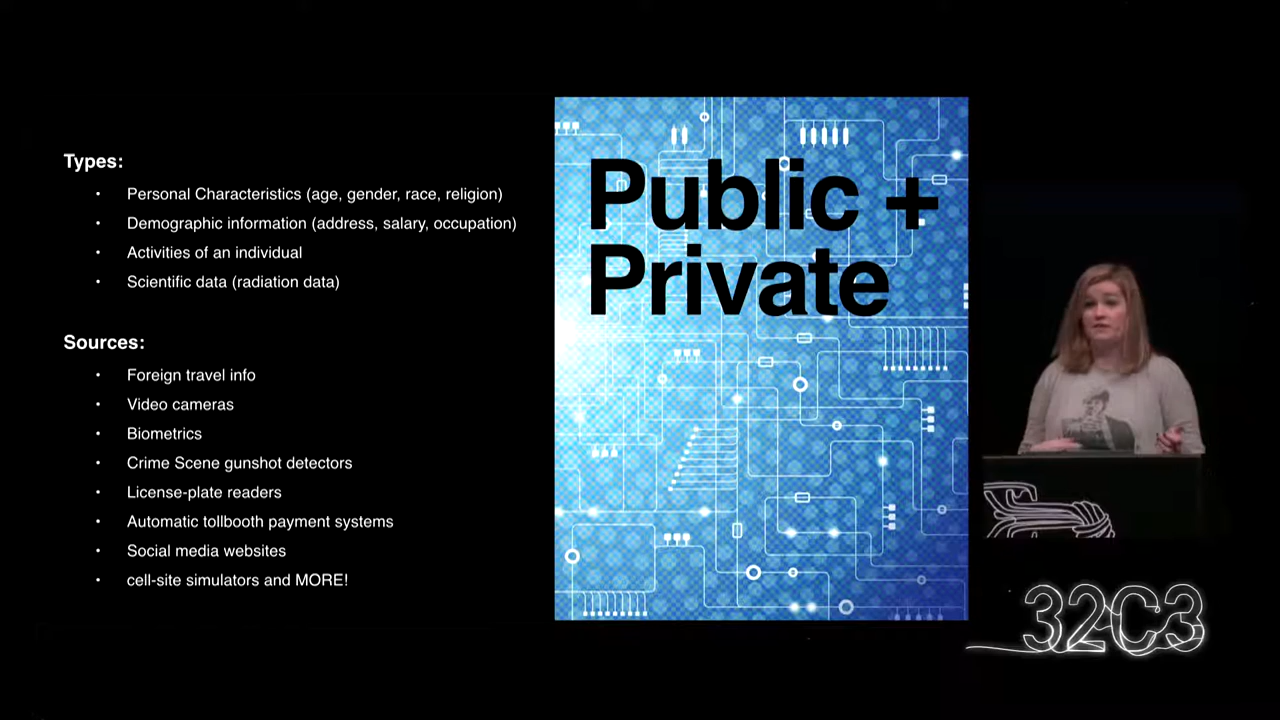 Types:
• Personal Characteristics (age, gender, race, religion)
• Demographic information (address, salary, occupation)
• Activities of an individual
• Scientific data (radiation data)
Sources:
• Foreign travel info
• Video cameras
• Biometrics
• Crime Scene gunshot detectors
• License-plate readers
• Automatic tollbooth payment systems
• Social media websites
• cell-site simulators and MORE!
Public +
Private
32C3